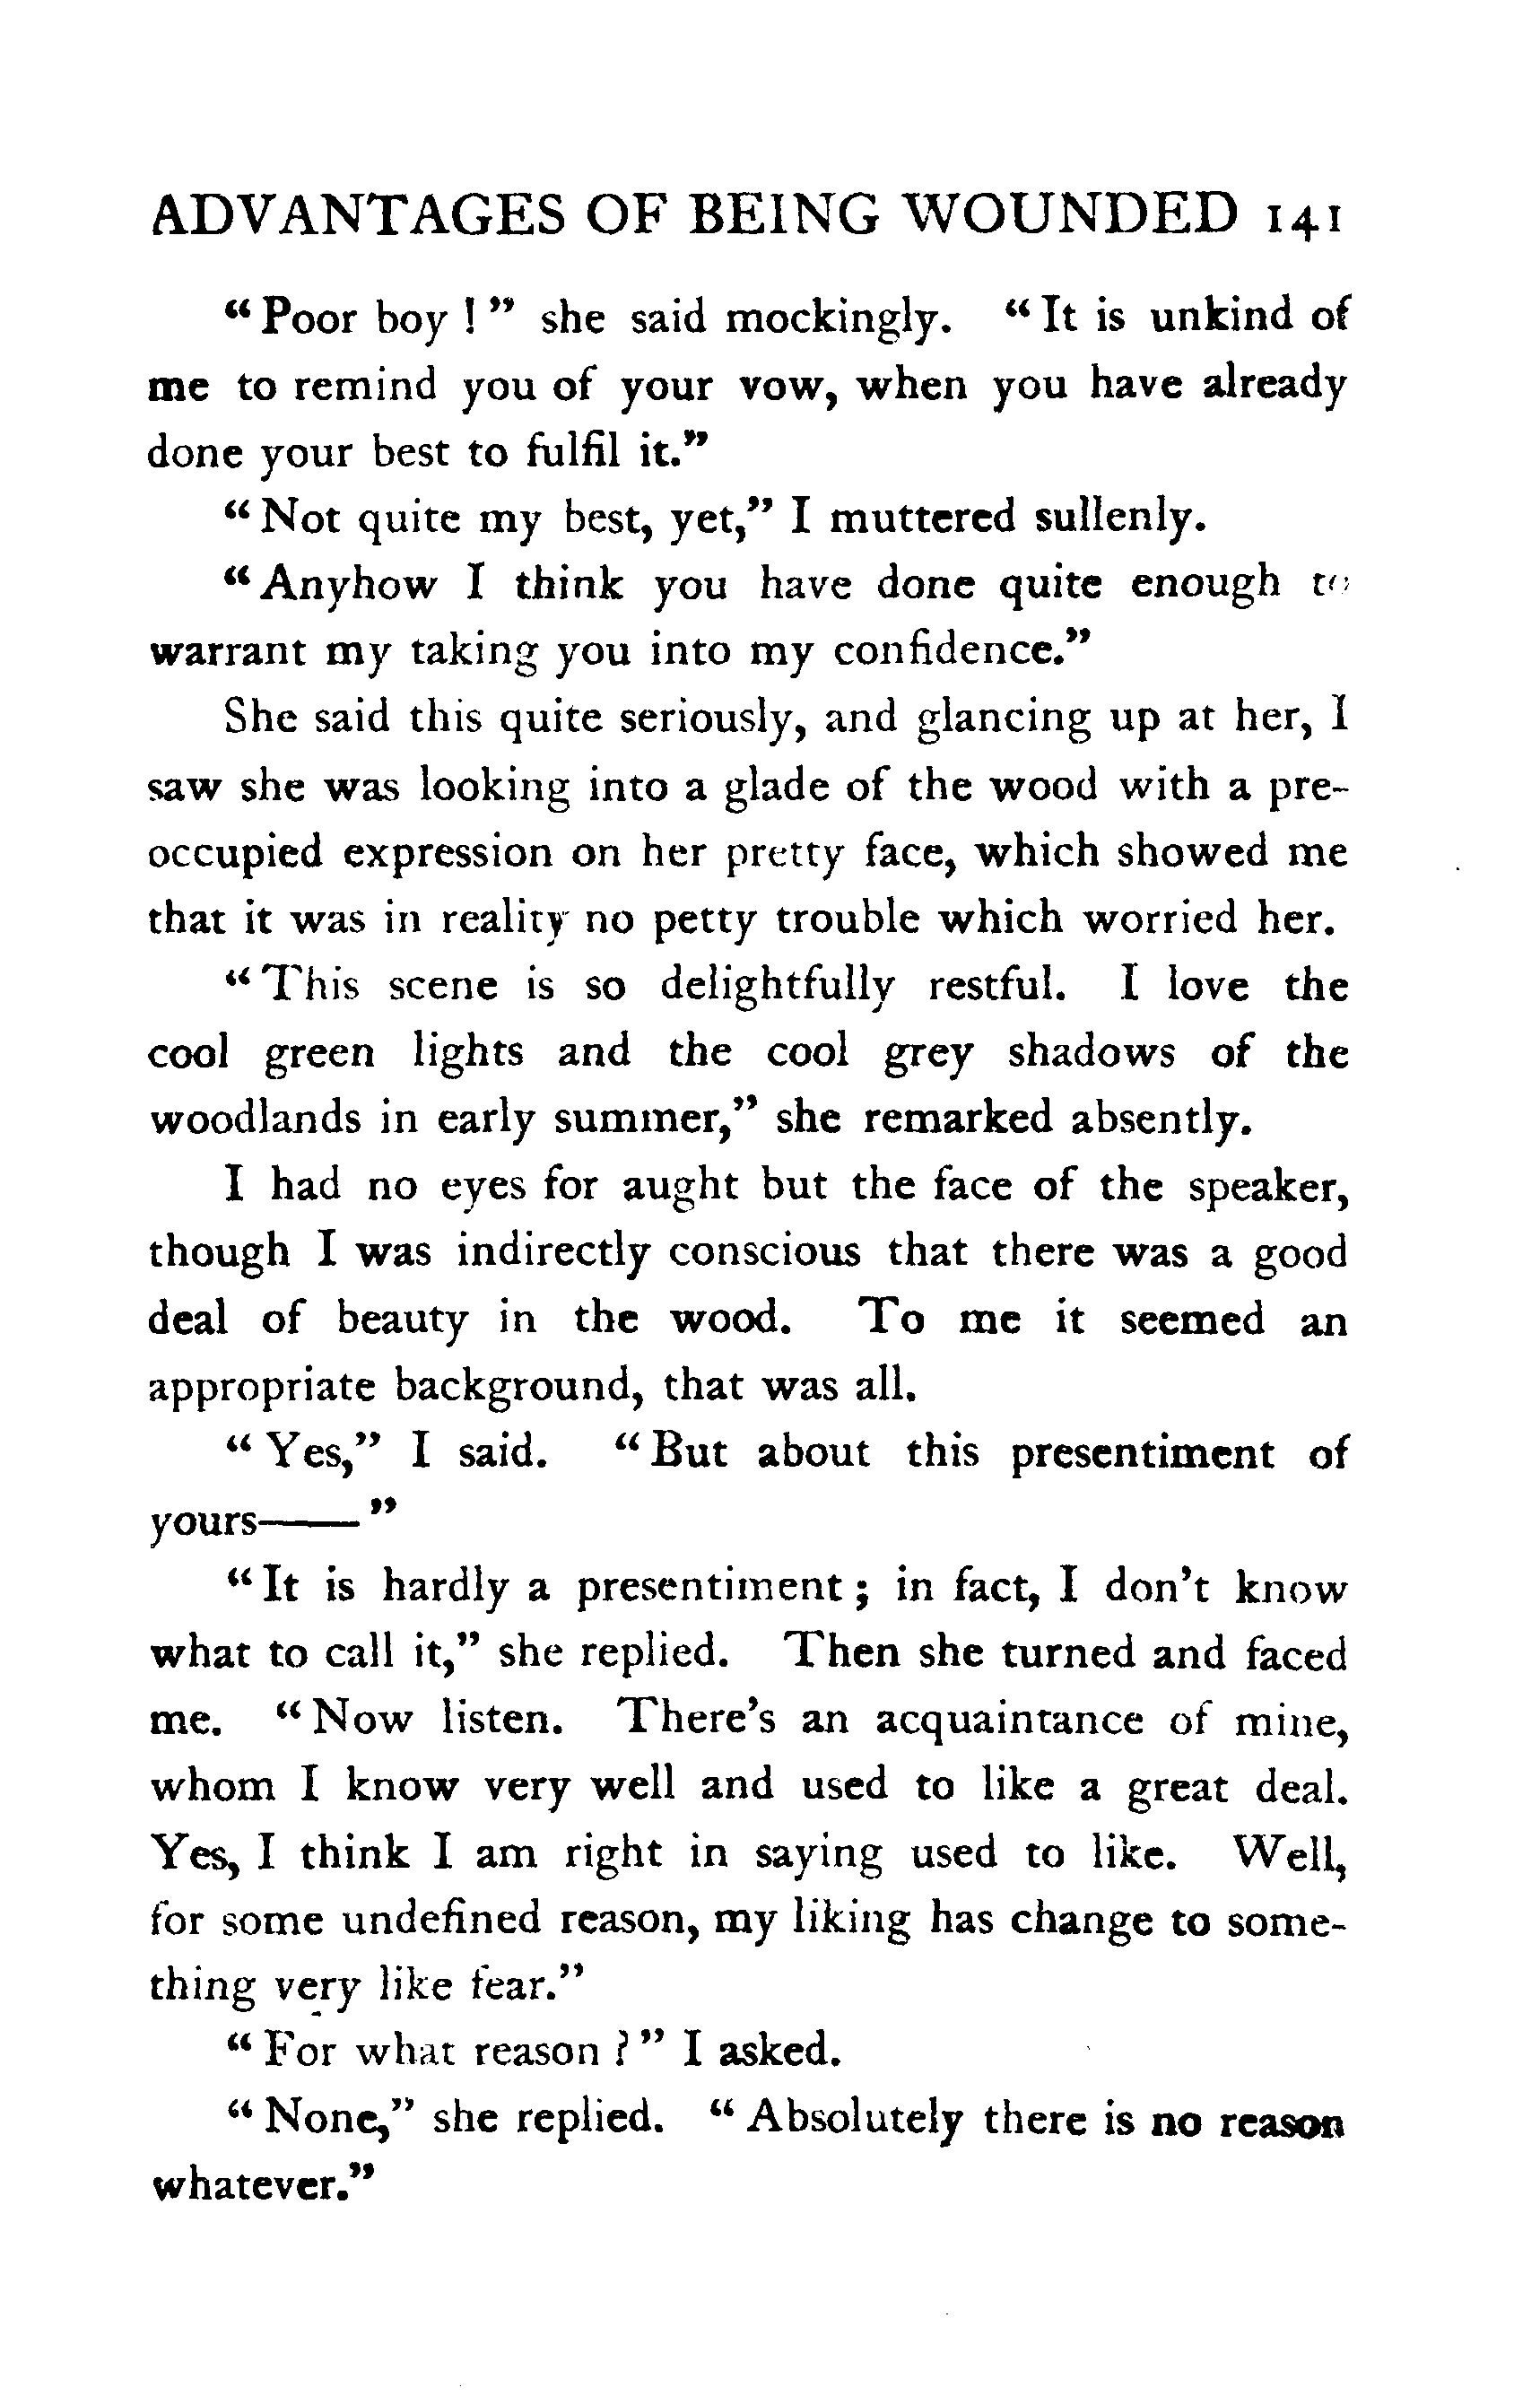 ADVANTAGES OF BEING WOUNDED 141
“Poor boy!” she said mockingly. “It is unkind of
me to remind you of your vow, when you have already
done your best to fulfil it.”
“Not quite my best, yet,” I muttered sullenly.
“Anyhow I think you have done quite enough to
warrant my taking you into my confidence.”
She said this quite seriously, and glancing up at her, I
saw she was looking into a glade of the wood with a pre-
occupied expression on her pretty face, which showed me
that it was in reality no petty trouble which worried her.
“This scene is so delightfully restful. I love the
cool green lights and the cool grey shadows of the
woodlands in early summer,” she remarked absently.
I had no eyes for aught but the face of the speaker,
though I was indirectly conscious that there was a good
deal of beauty in the wood. To me it seemed an
appropriate background, that was all.
“Yes,” I said. “But about this presentiment of
yours——”
“It is hardly a presentiment; in fact, I don’t know
what to call it,” she replied. Then she turned and faced
me. “Now listen. There’s an acquaintance of mine,
whom I know very well and used to like a great deal.
Yes, I think I am right in saying used to like. Well,
for some undefined reason, my liking has change to some-
thing very like fear.”
“For what reason?” I asked.
“None,” she replied. “Absolutely there is no reason
whatever.”